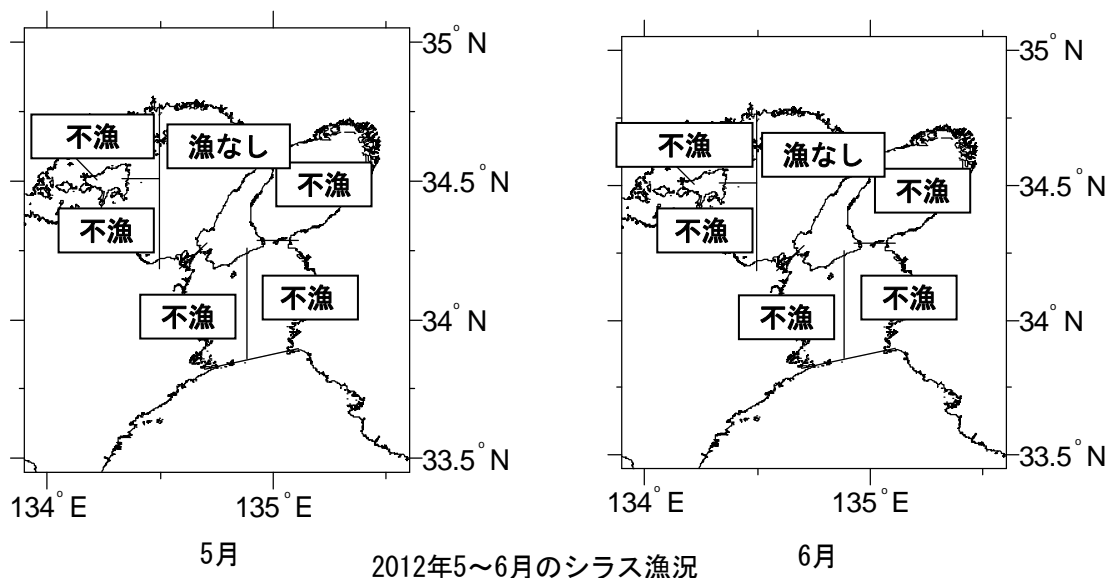 35° N
不漁
漁なし
不漁
34.5° N
不漁
不漁
不漁
34° N
33.5° N
134° E
135° E
5月
35° N
不漁
漁なし
不漁
34.5° N
不漁
不漁
不漁
34° N
33.5° N
134° E
135° E
6月
2012年5～6月のシラス漁況